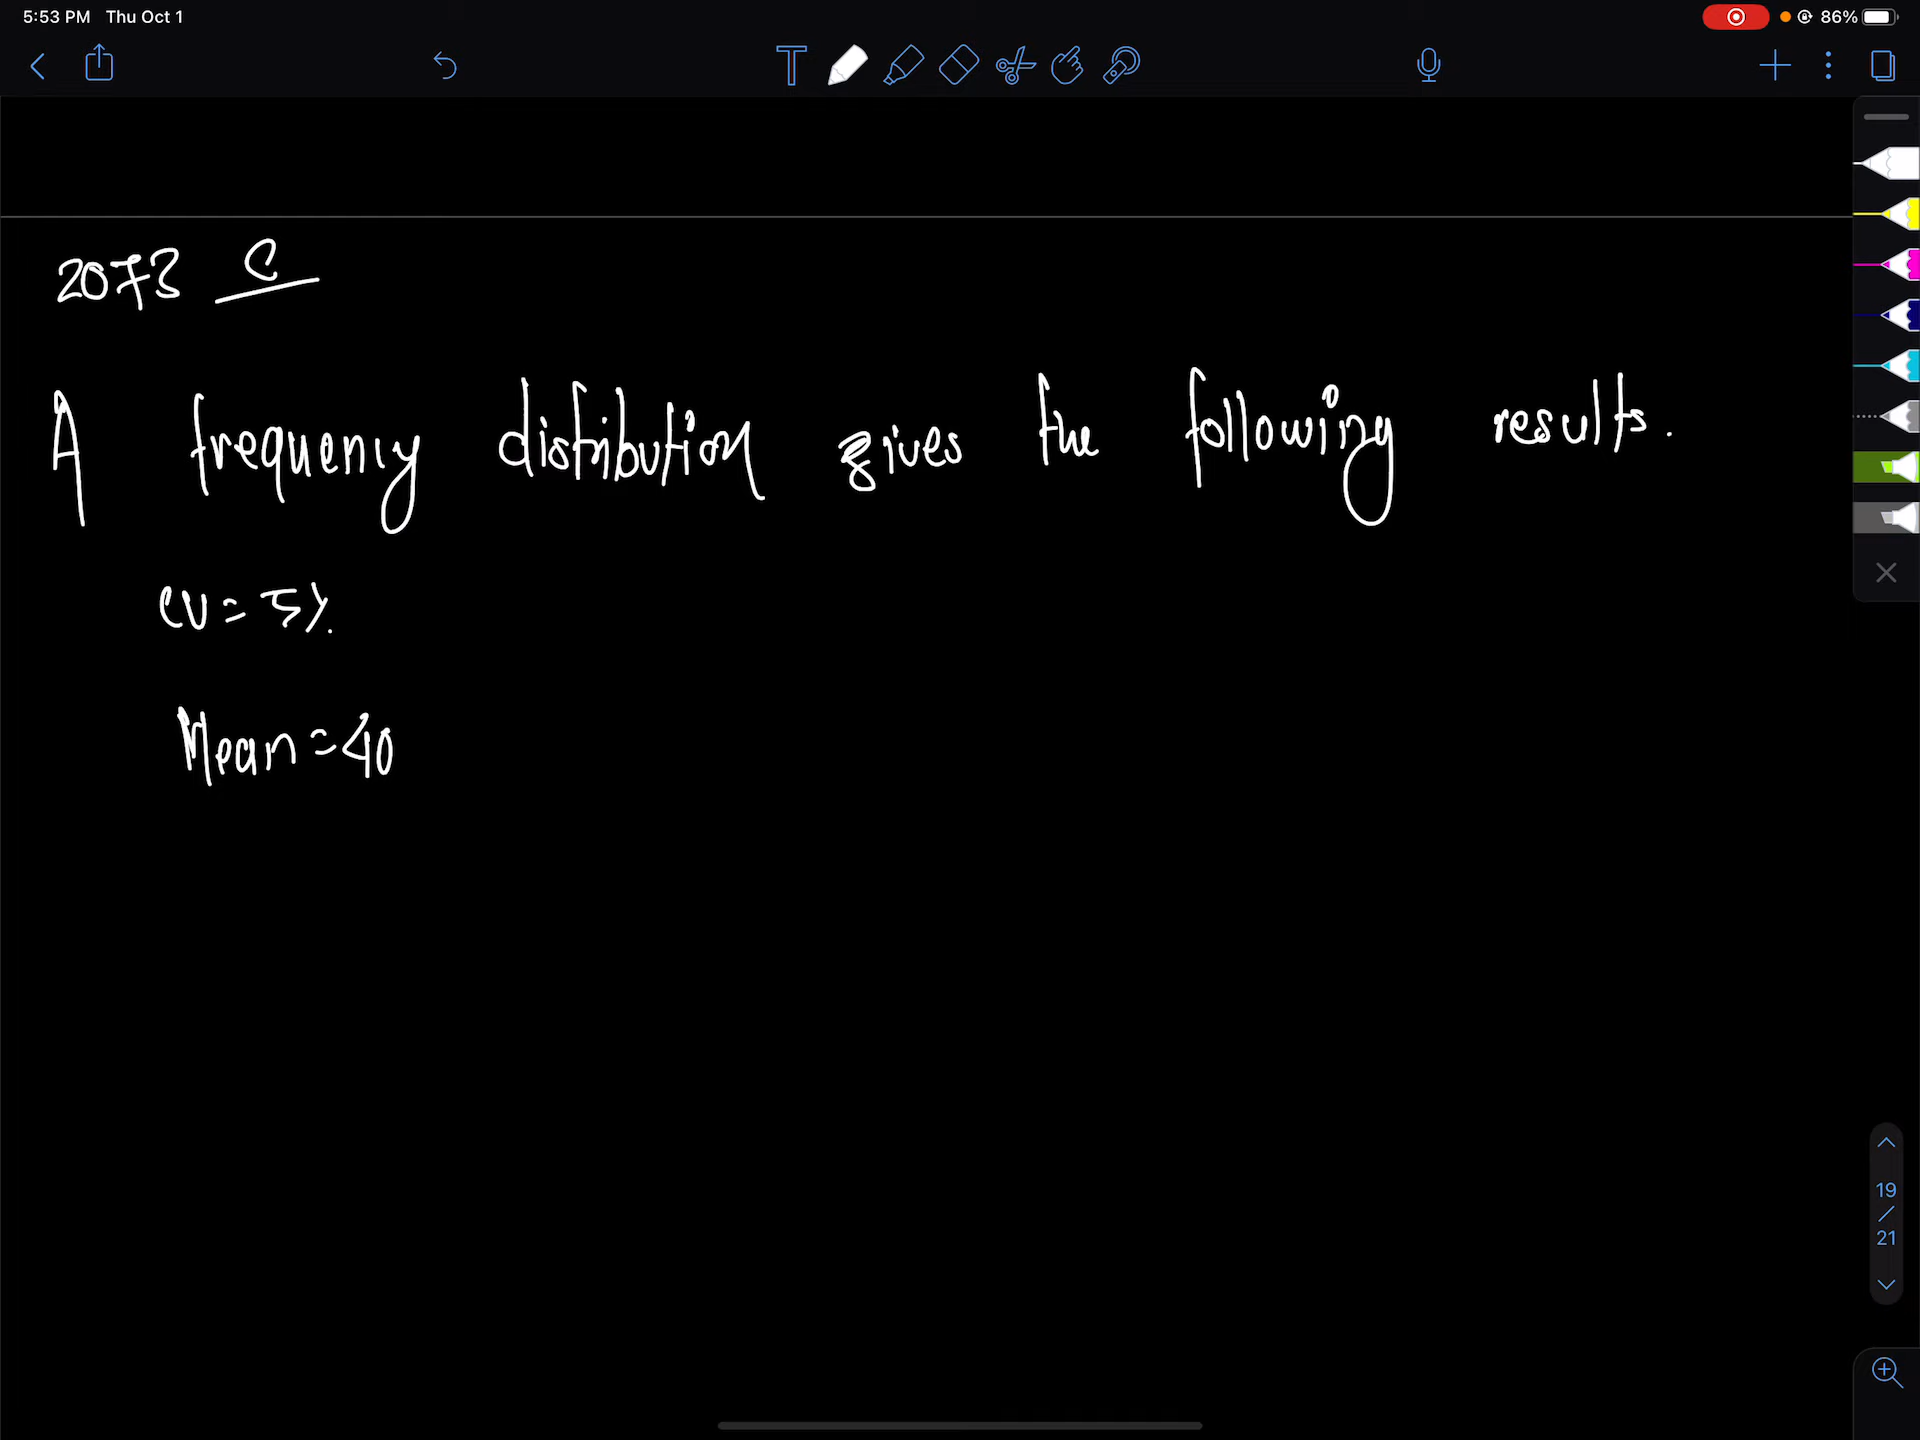 5:53 PM Thu Oct 1
86%
2073 C
A frequency distribution gives the following results.
CV = 5%
Mean = 40
19
/
21